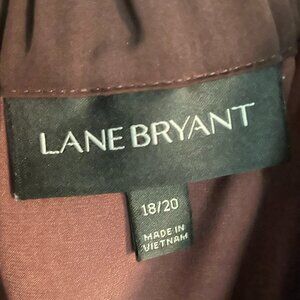 LANE BRYANT
18/20
MADE IN
VIETNAM